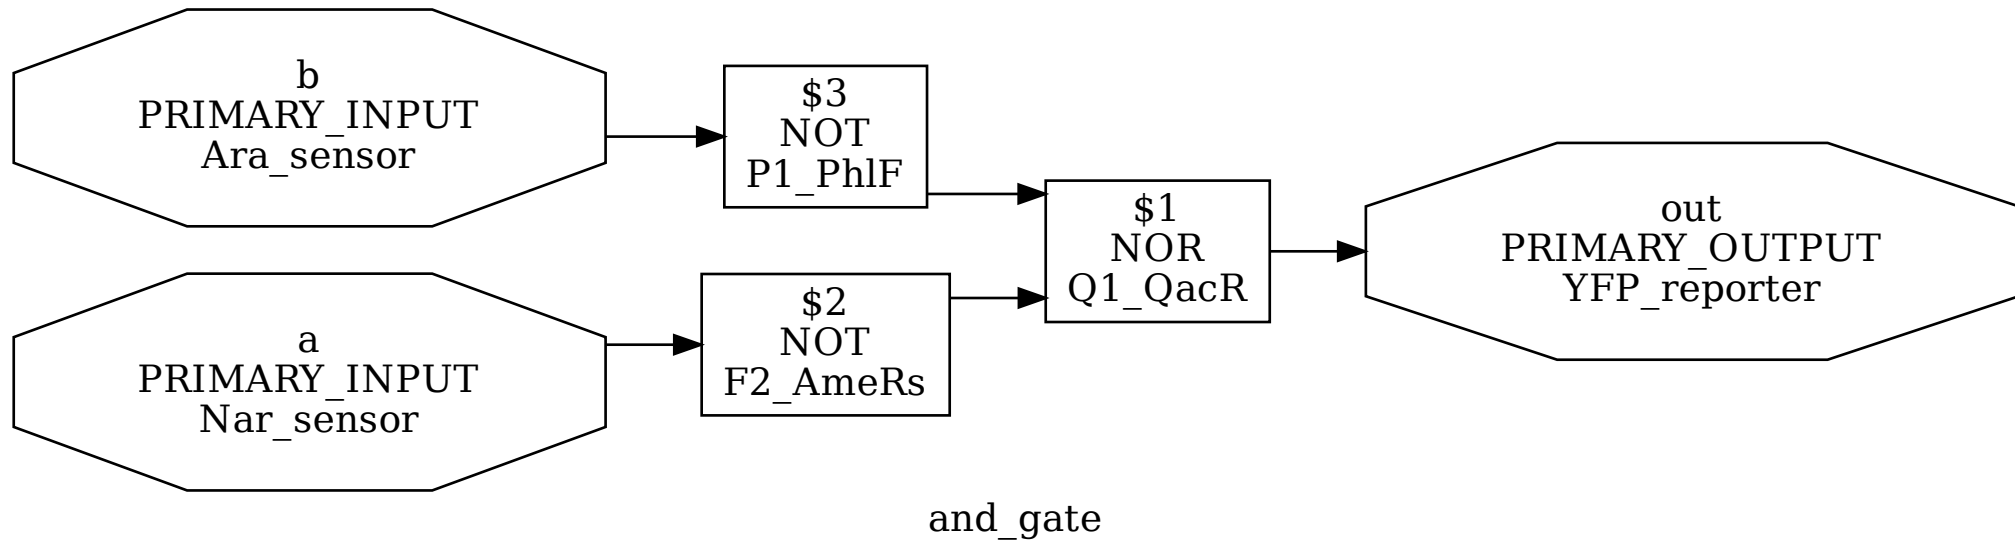 b
PRIMARY_INPUT
Ara_sensor
$3
NOT
P1_PhlF
a
PRIMARY_INPUT
Nar_sensor
$2
NOT
F2_AmeRs
$1
NOR
Q1_QacR
out
PRIMARY_OUTPUT
YFP_reporter
and_gate